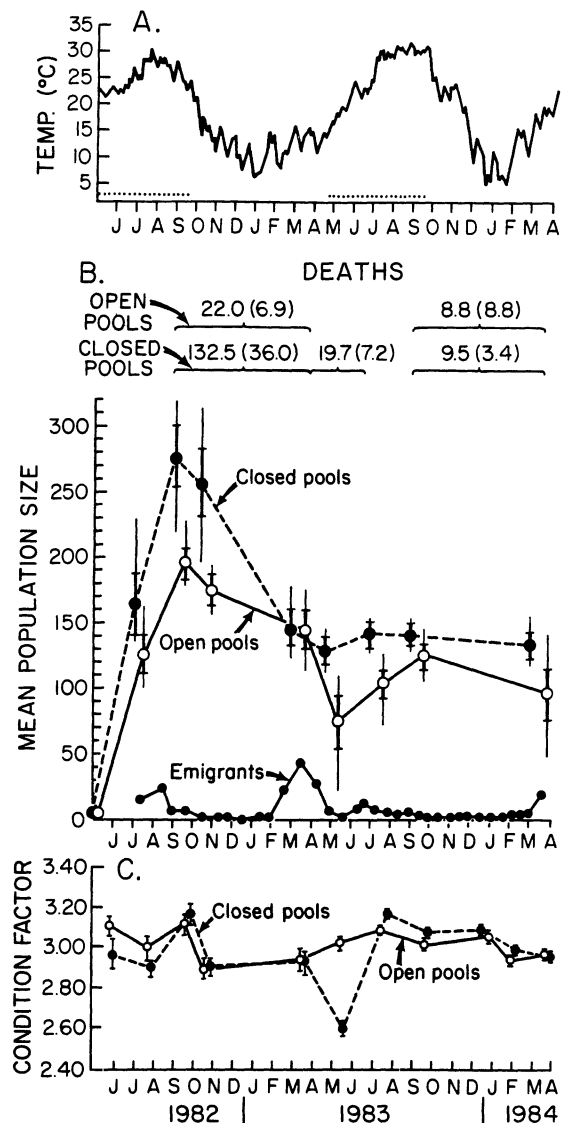 A.
35
30
25
20
15
10
5
TEMP. (°C)
J J A S O N D J F M A M J J A S O N D J F M A
B. DEATHS
OPEN POOLS 22.0 (6.9) 8.8 (8.8)
CLOSED POOLS 132.5 (36.0) 19.7 (7.2) 9.5 (3.4)
300
250
200
150
100
50
0
MEAN POPULATION SIZE
Closed pools
Open pools
Emigrants
J J A S O N D J F M A M J J A S O N D J F M A
C.
3.40
3.20
3.00
2.80
2.60
2.40
CONDITION FACTOR
Closed pools
Open pools
J J A S O N D J F M A M J J A S O N D J F M A
1982 1983 1984